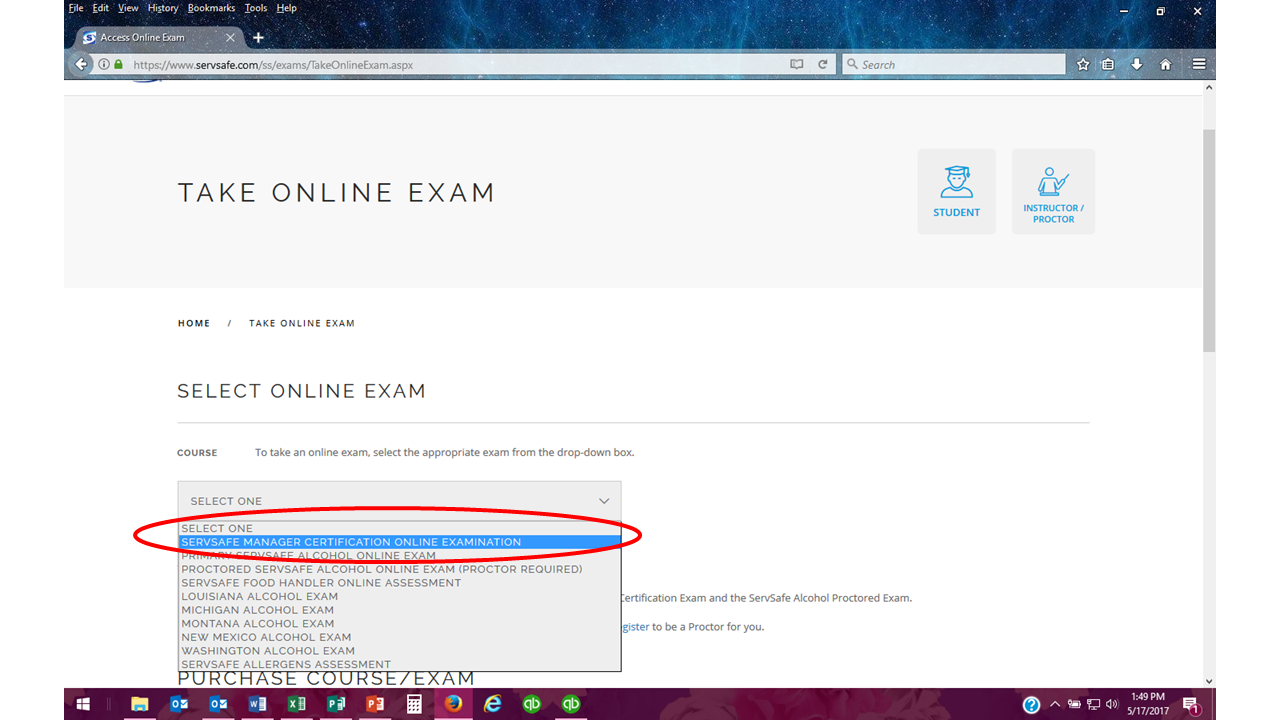 File Edit View History Bookmarks Tools Help
Access Online Exam
https://www.servsafe.com/ss/exams/TakeOnlineExam.aspx
Search
TAKE ONLINE EXAM
STUDENT
INSTRUCTOR /
PROCTOR
HOME / TAKE ONLINE EXAM
SELECT ONLINE EXAM
COURSE To take an online exam, select the appropriate exam from the drop-down box.
SELECT ONE
SELECT ONE
SERVSAFE MANAGER CERTIFICATION ONLINE EXAMINATION
PRIMARY SERVSAFE ALCOHOL ONLINE EXAM
PROCTORED SERVSAFE ALCOHOL ONLINE EXAM (PROCTOR REQUIRED)
SERVSAFE FOOD HANDLER ONLINE ASSESSMENT
LOUISIANA ALCOHOL EXAM
Certification Exam and the ServSafe Alcohol Proctored Exam.
MICHIGAN ALCOHOL EXAM
MONTANA ALCOHOL EXAM
gister to be a Proctor for you.
NEW MEXICO ALCOHOL EXAM
WASHINGTON ALCOHOL EXAM
SERVSAFE ALLERGENS ASSESSMENT
PURCHASE COURSE/EXAM
1:49 PM
5/17/2017
1